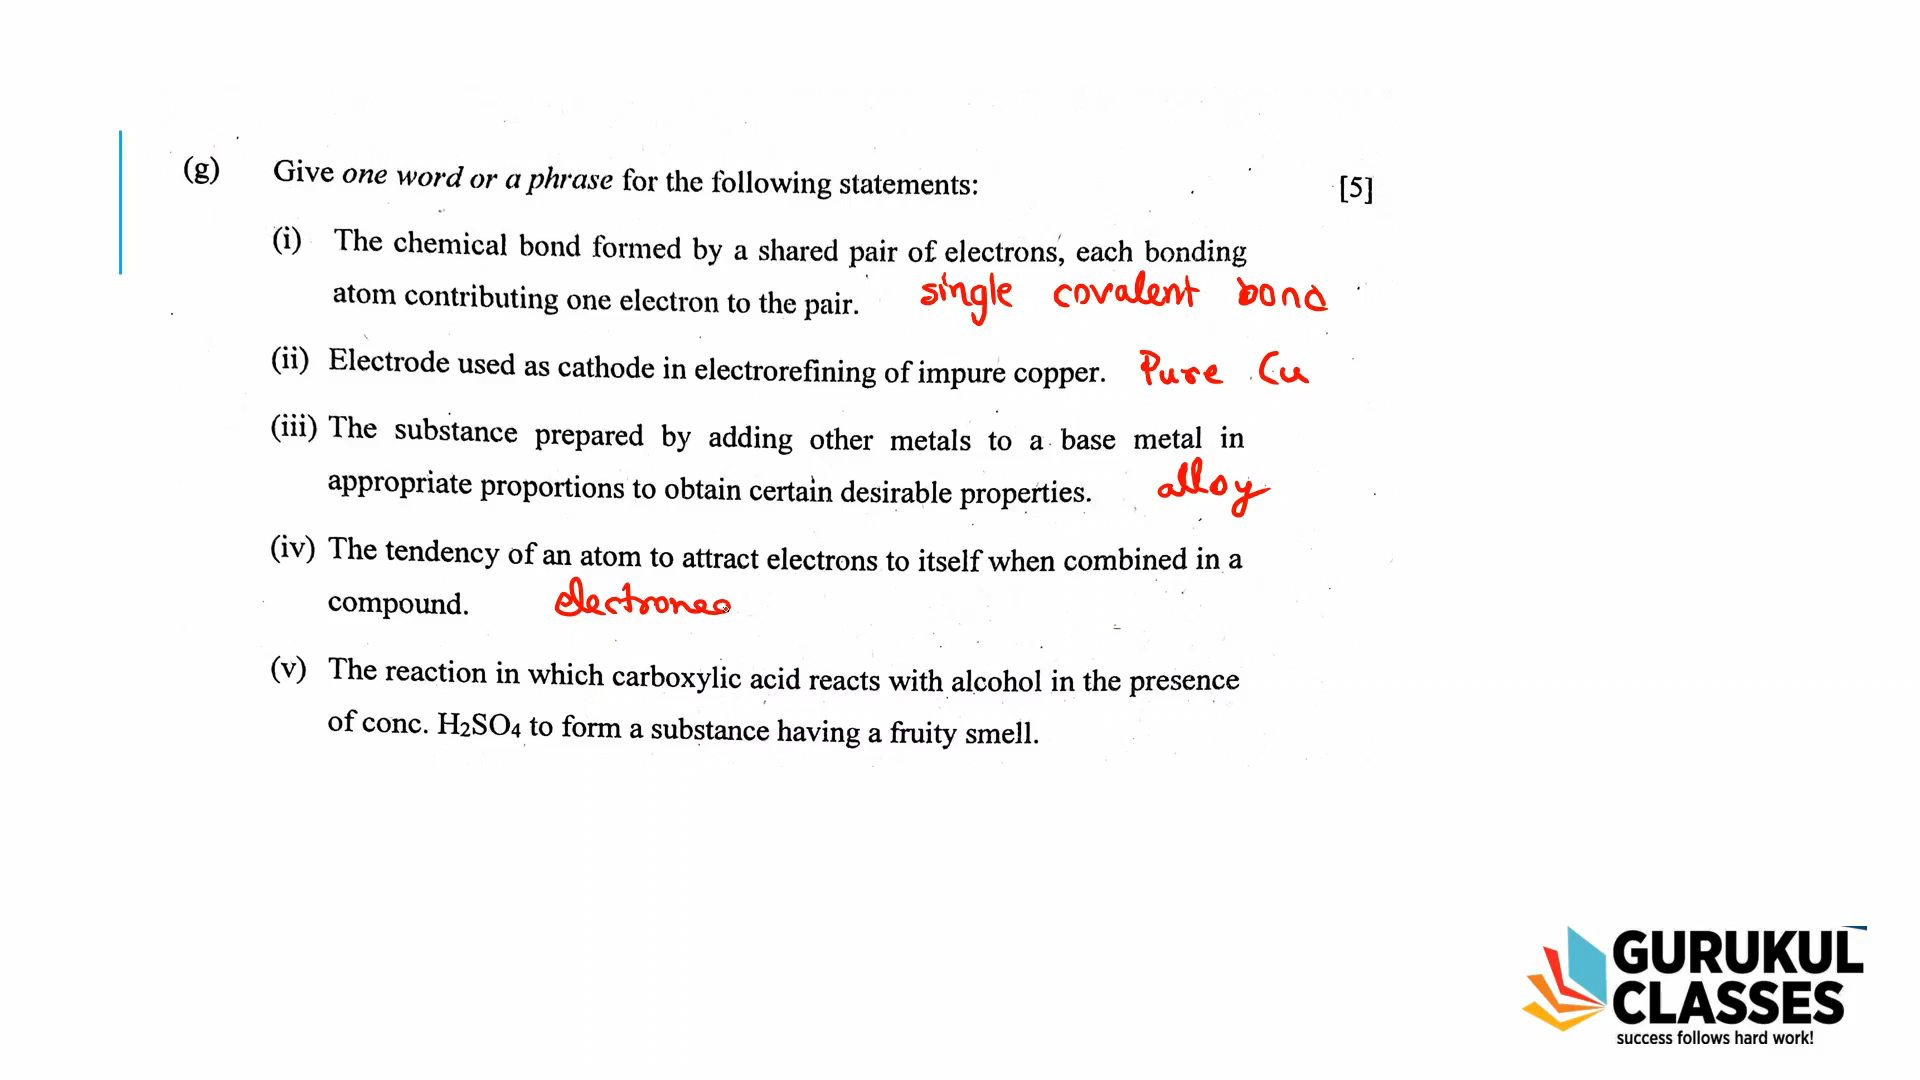 (g) Give one word or a phrase for the following statements: [5]
(i) The chemical bond formed by a shared pair of electrons, each bonding
atom contributing one electron to the pair. single covalent bond
(ii) Electrode used as cathode in electrorefining of impure copper. Pure Cu
(iii) The substance prepared by adding other metals to a base metal in
appropriate proportions to obtain certain desirable properties. alloy
(iv) The tendency of an atom to attract electrons to itself when combined in a
compound. electroneo
(v) The reaction in which carboxylic acid reacts with alcohol in the presence
of conc. H₂SO₄ to form a substance having a fruity smell.
GURUKUL
CLASSES
success follows hard work!